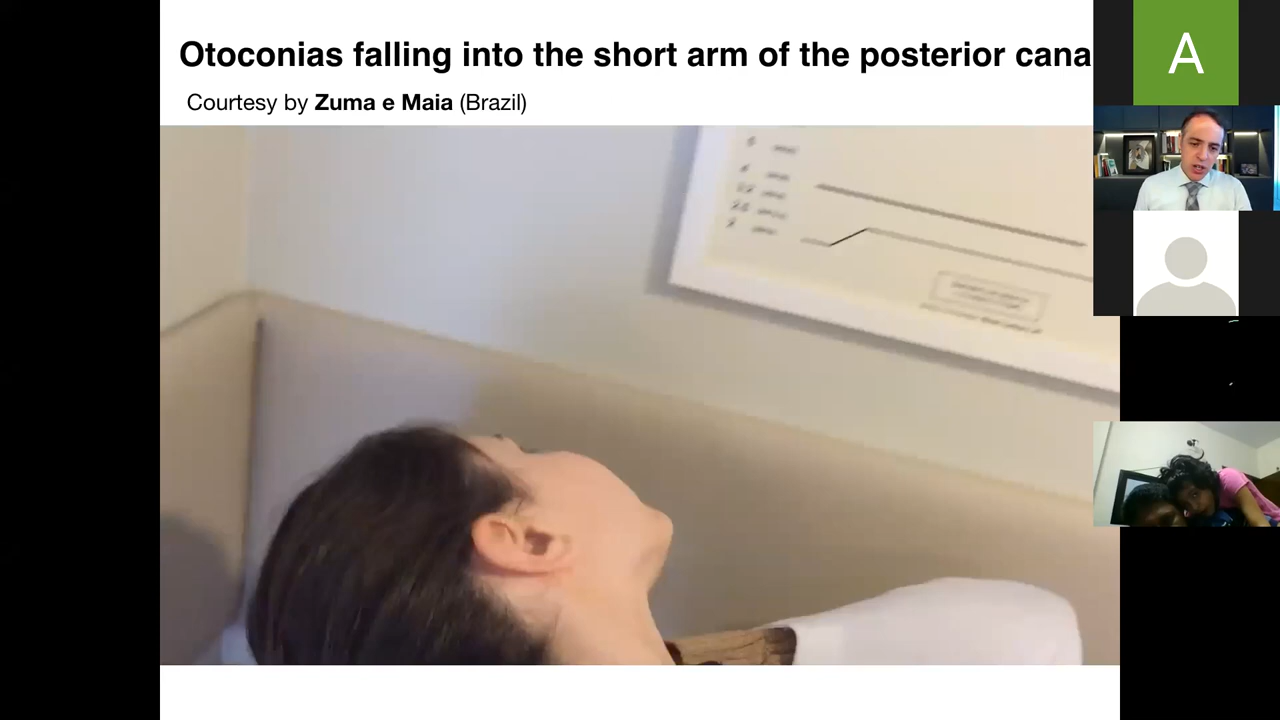 Otoconias falling into the short arm of the posterior cana
Courtesy by Zuma e Maia (Brazil)
A